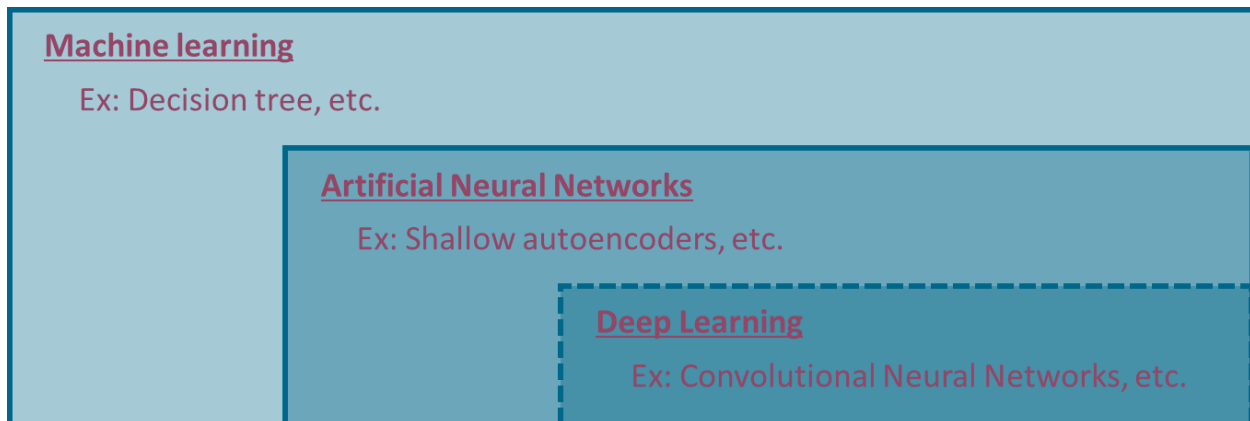 Machine learning
Ex: Decision tree, etc.
Artificial Neural Networks
Ex: Shallow autoencoders, etc.
Deep Learning
Ex: Convolutional Neural Networks, etc.